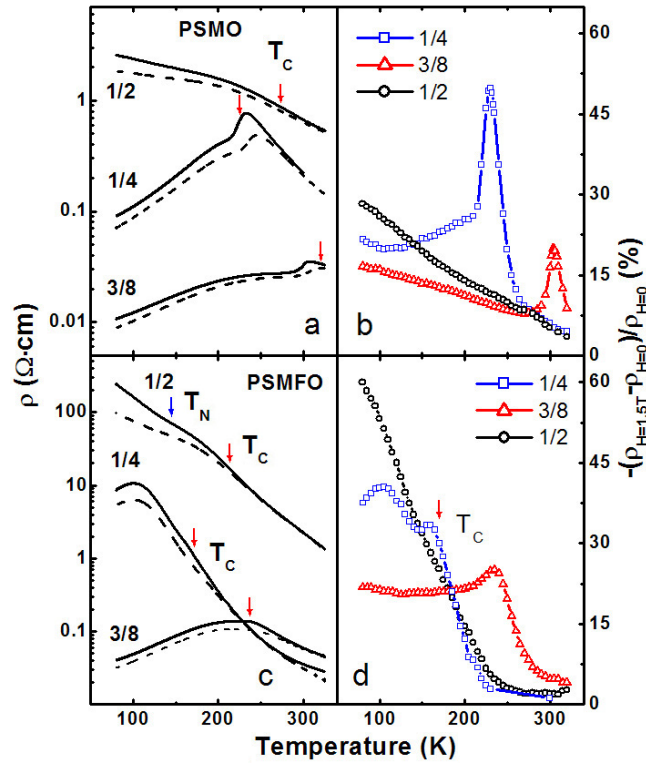 PSMO
T_C
1/2
1/4
3/8
a
1
0.1
0.01
1/4
3/8
1/2
b
60
45
30
15
0
ρ (Ω·cm)
-(ρ_H=1.5T-ρ_H=0)/ρ_H=0 (%)
1/2
PSMFO
T_N
T_C
1/4
T_C
3/8
c
100
10
1
0.1
1/4
3/8
1/2
T_C
d
60
45
30
15
0
100 200 300 100 200 300
Temperature (K)